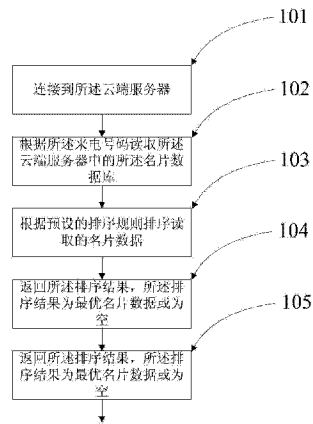 101
连接到所述云端服务器
102
根据所述来电号码读取所述
云端服务器中的所述名片数
据库
103
根据预设的排序规则排序读
取的名片数据
104
返回所述排序结果，所述排
序结果为最优名片数据或为
空
105
返回所述排序结果，所述排
序结果为最优名片数据或为
空